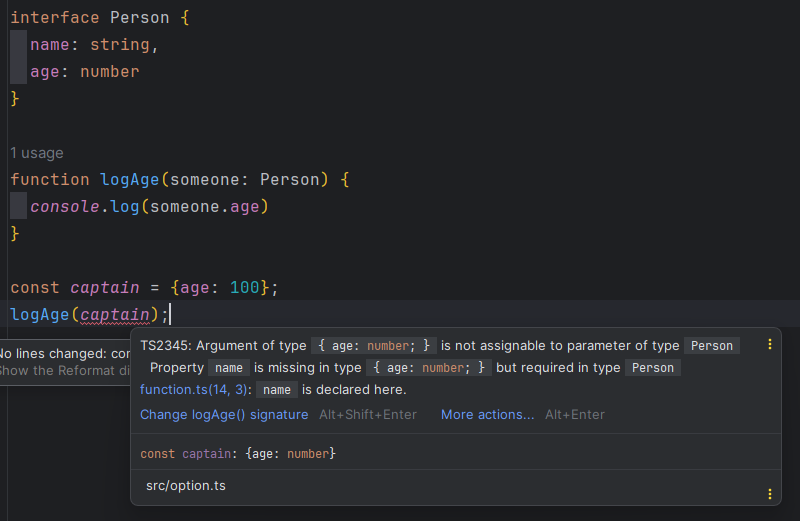 interface Person {
name: string,
age: number
}
1 usage
function logAge(someone: Person) {
console.log(someone.age)
}
const captain = {age: 100};
logAge(captain);
No lines changed: con
Show the Reformat di
TS2345: Argument of type { age: number; } is not assignable to parameter of type Person
Property name is missing in type { age: number; } but required in type Person
function.ts(14, 3): name is declared here.
Change logAge() signature Alt+Shift+Enter More actions... Alt+Enter
const captain: {age: number}
src/option.ts